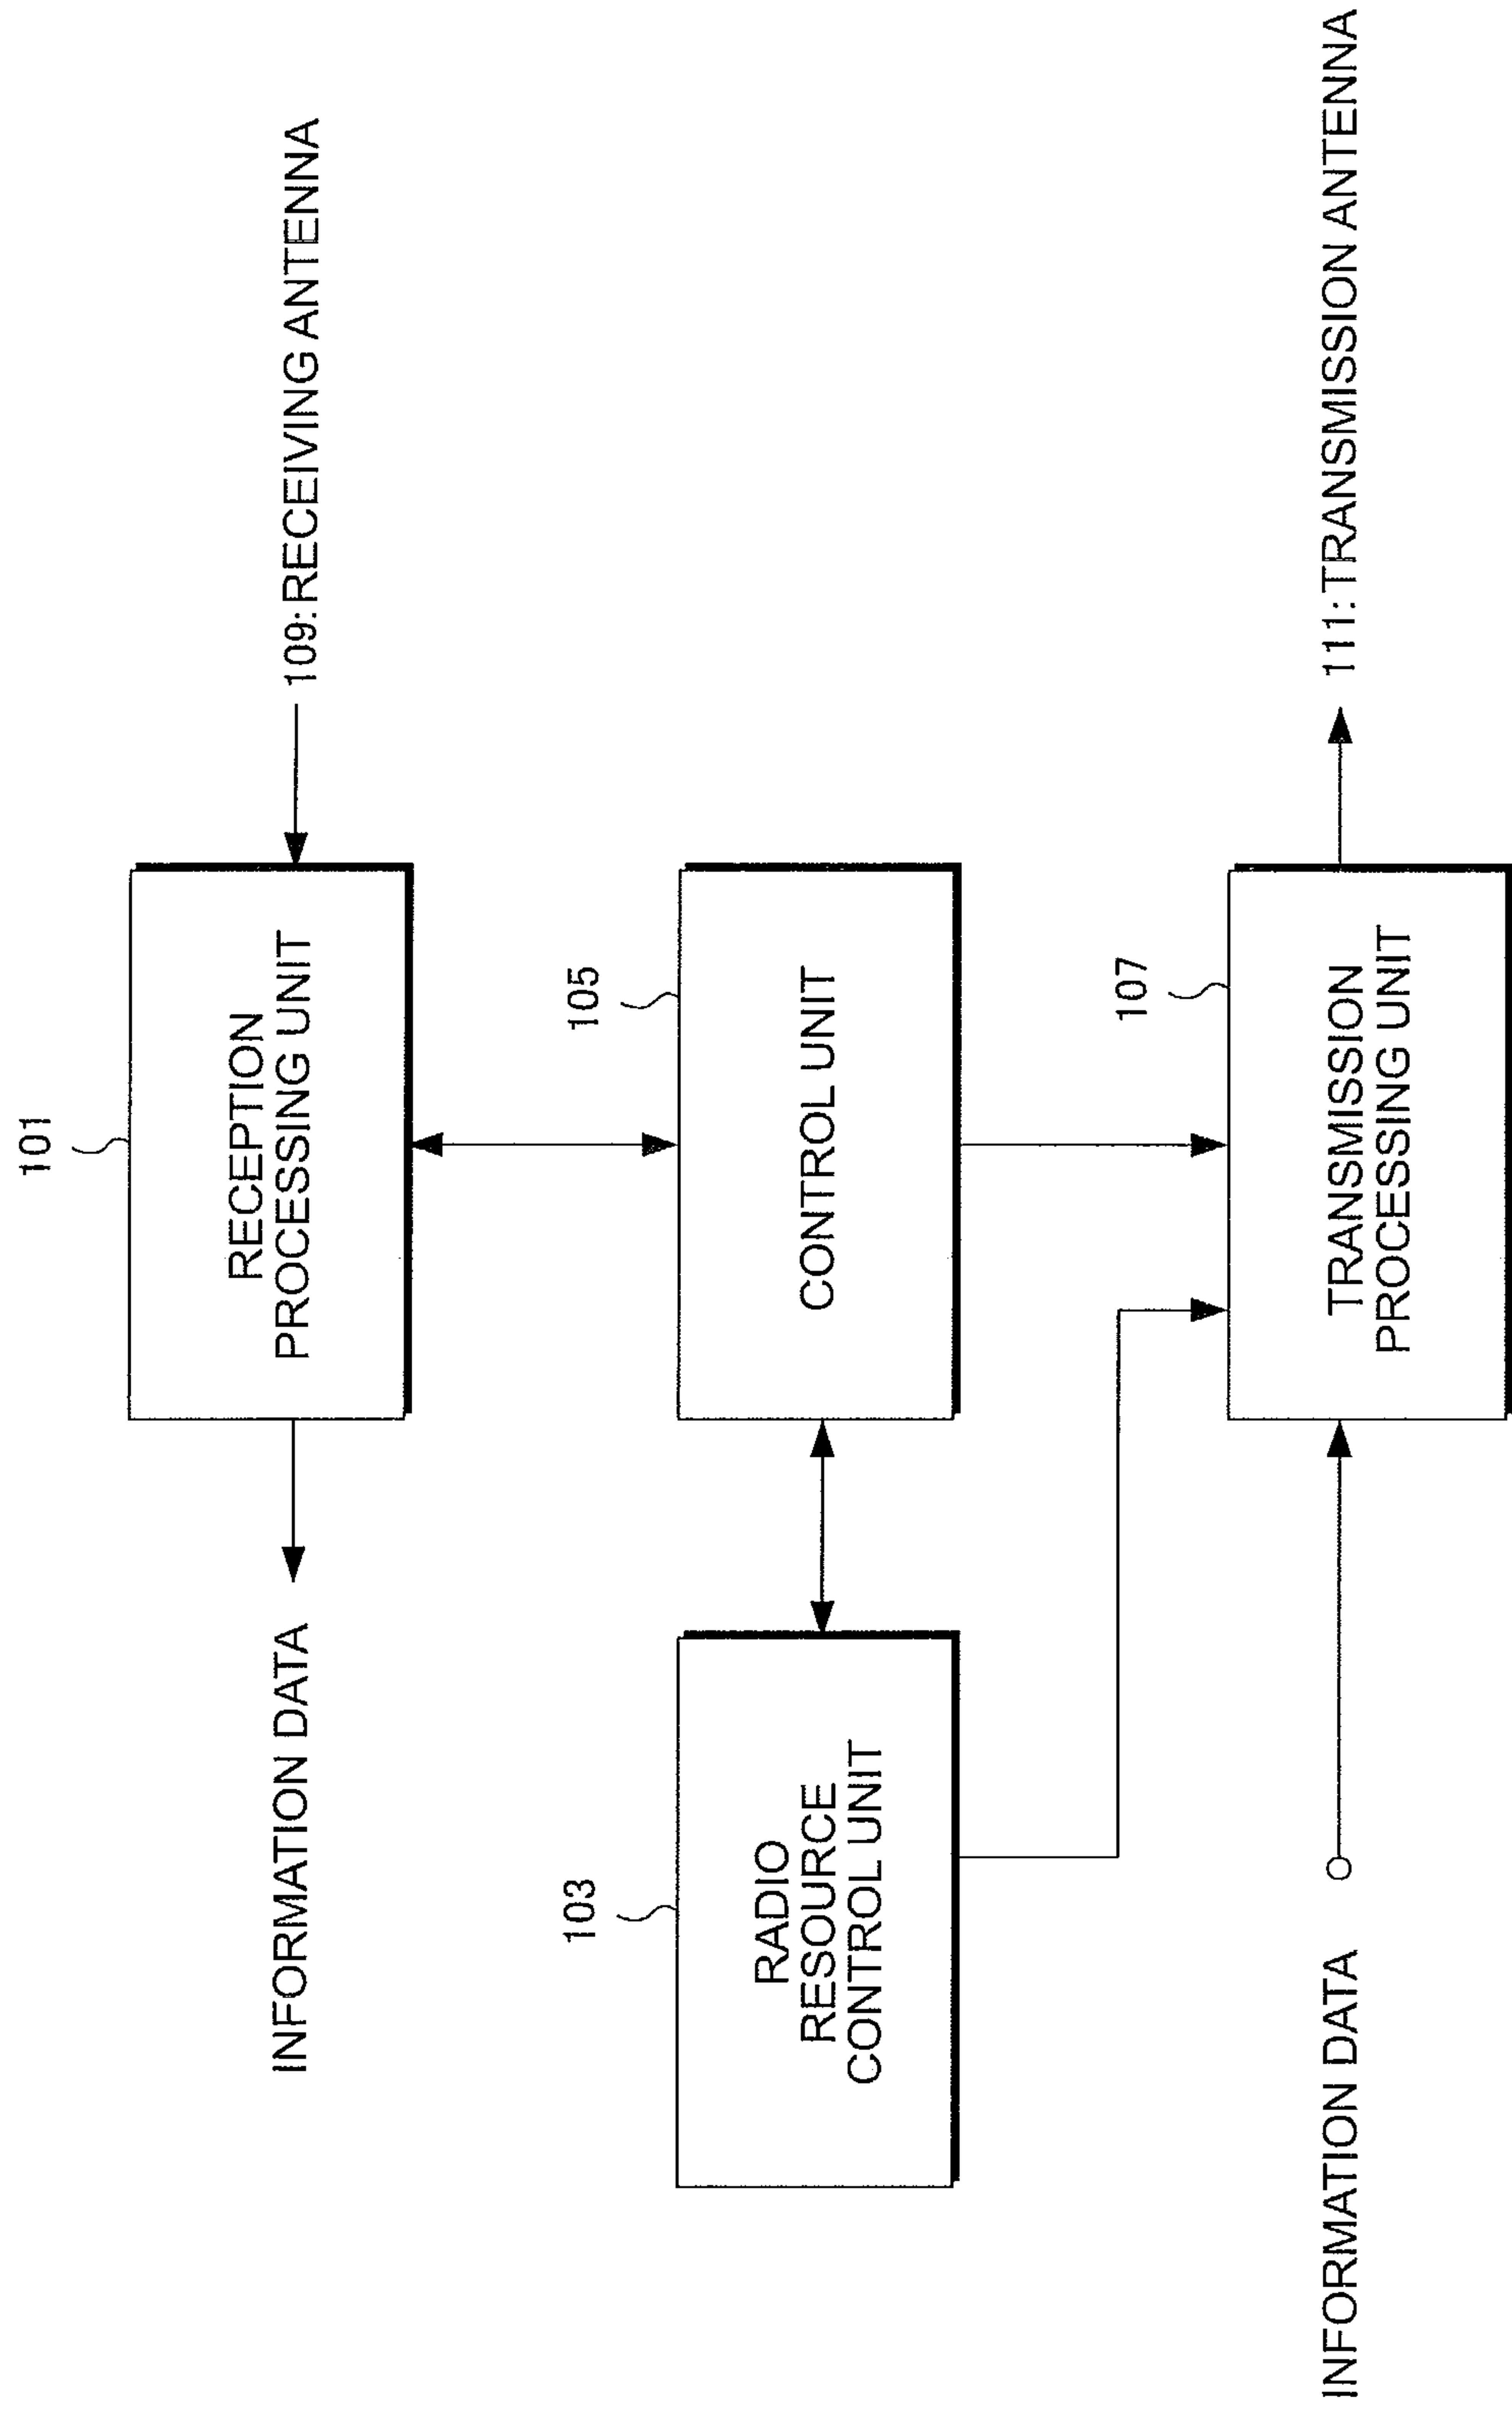 101
RECEPTION
PROCESSING UNIT
INFORMATION DATA
109:RECEIVING ANTENNA
103
RADIO
RESOURCE
CONTROL UNIT
105
CONTROL UNIT
107
TRANSMISSION
PROCESSING UNIT
INFORMATION DATA
111:TRANSMISSION ANTENNA